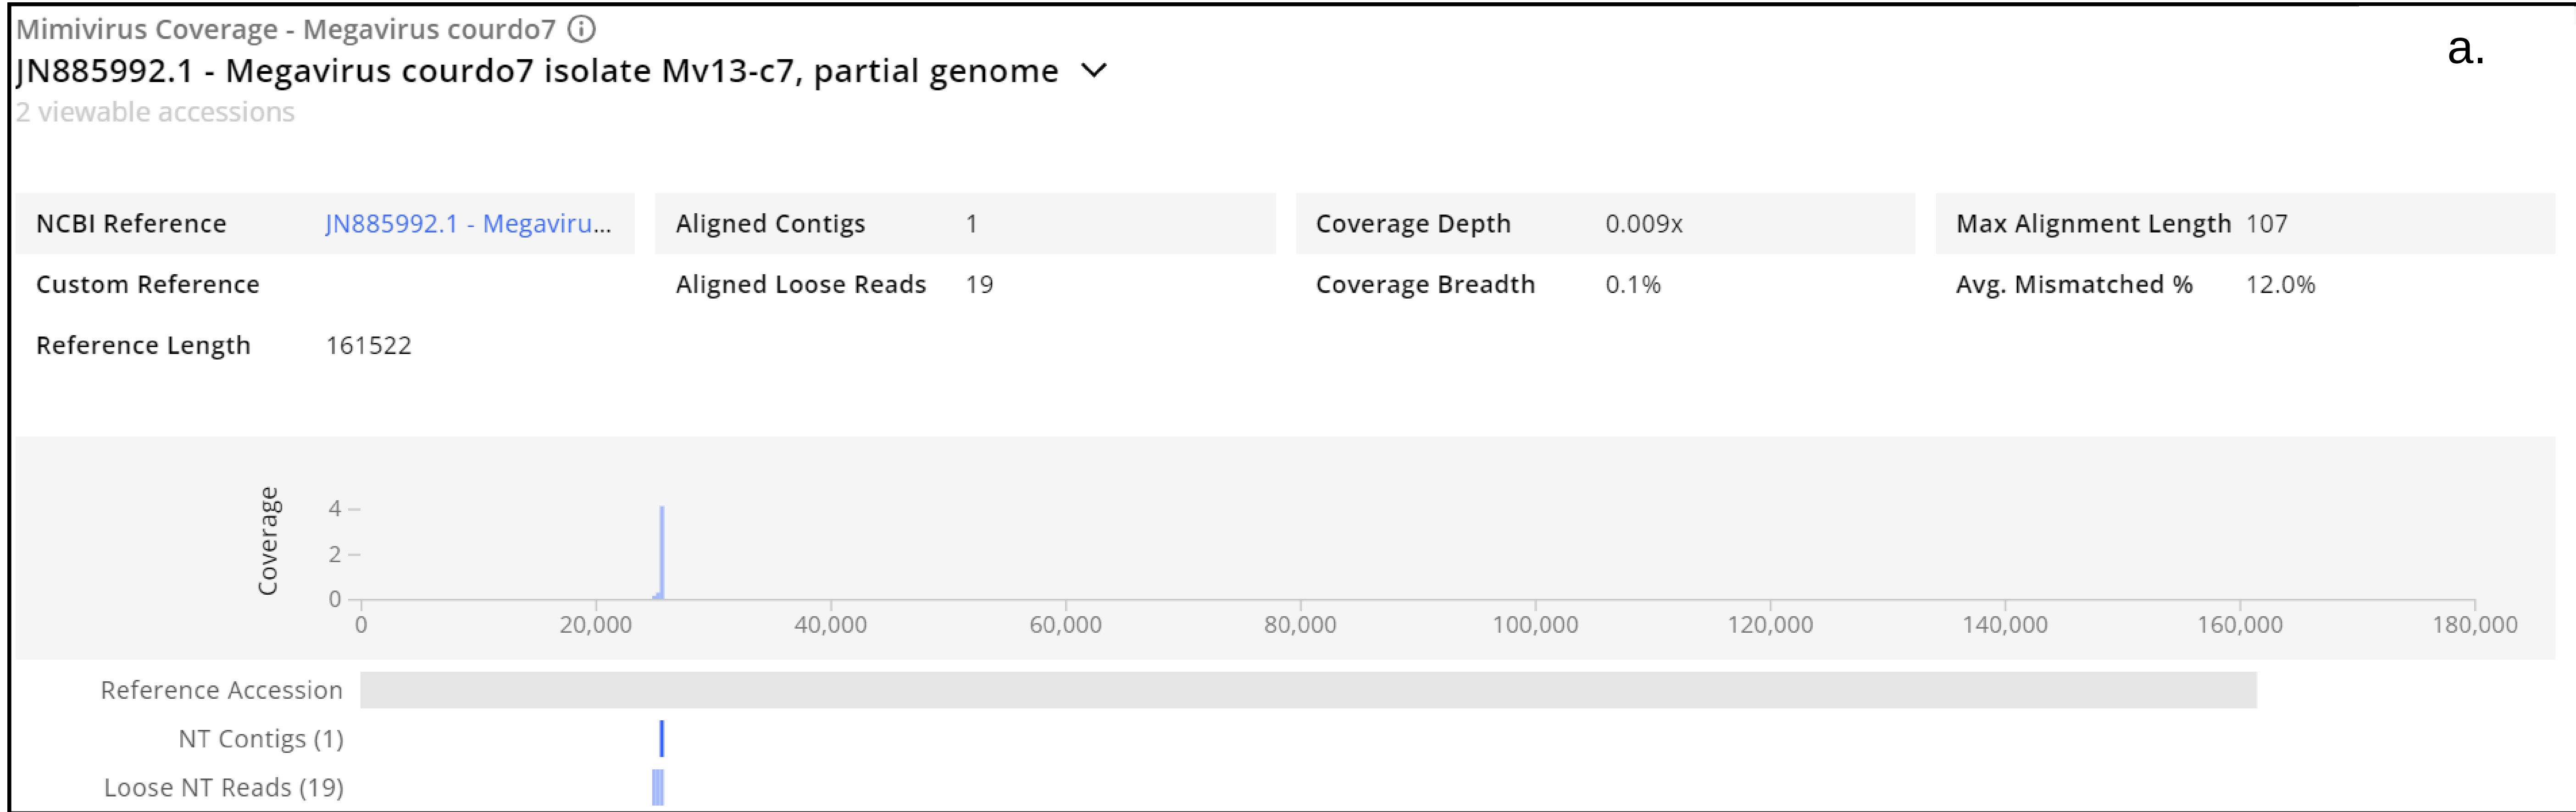 Mimivirus Coverage - Megavirus courdo7
a.
JN885992.1 - Megavirus courdo7 isolate Mv13-c7, partial genome
2 viewable accessions
NCBI Reference JN885992.1 - Megaviru... Aligned Contigs 1 Coverage Depth 0.009x Max Alignment Length 107
Custom Reference Aligned Loose Reads 19 Coverage Breadth 0.1% Avg. Mismatched % 12.0%
Reference Length 161522
Coverage
4
2
0
0 20,000 40,000 60,000 80,000 100,000 120,000 140,000 160,000 180,000
Reference Accession
NT Contigs (1)
Loose NT Reads (19)